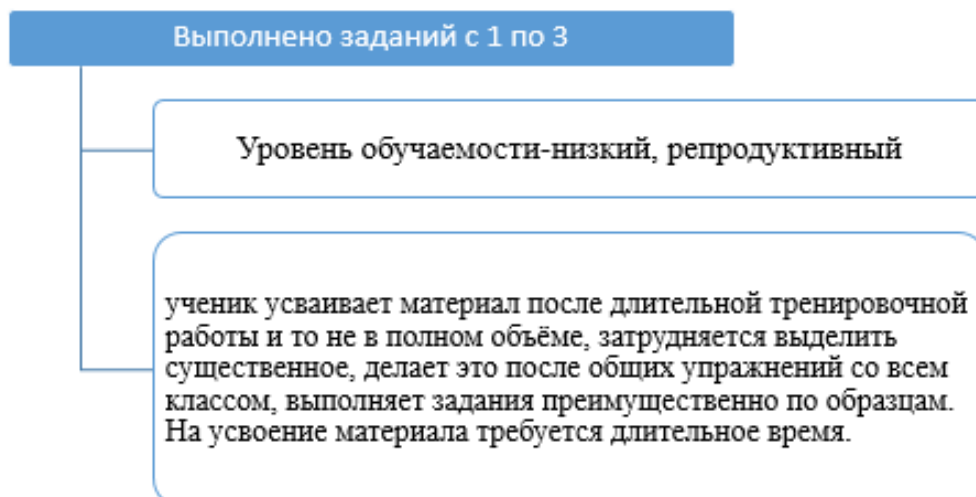 Выполнено заданий с 1 по 3
Уровень обучаемости-низкий, репродуктивный
ученик усваивает материал после длительной тренировочной
работы и то не в полном объёме, затрудняется выделить
существенное, делает это после общих упражнений со всем
классом, выполняет задания преимущественно по образцам.
На усвоение материала требуется длительное время.